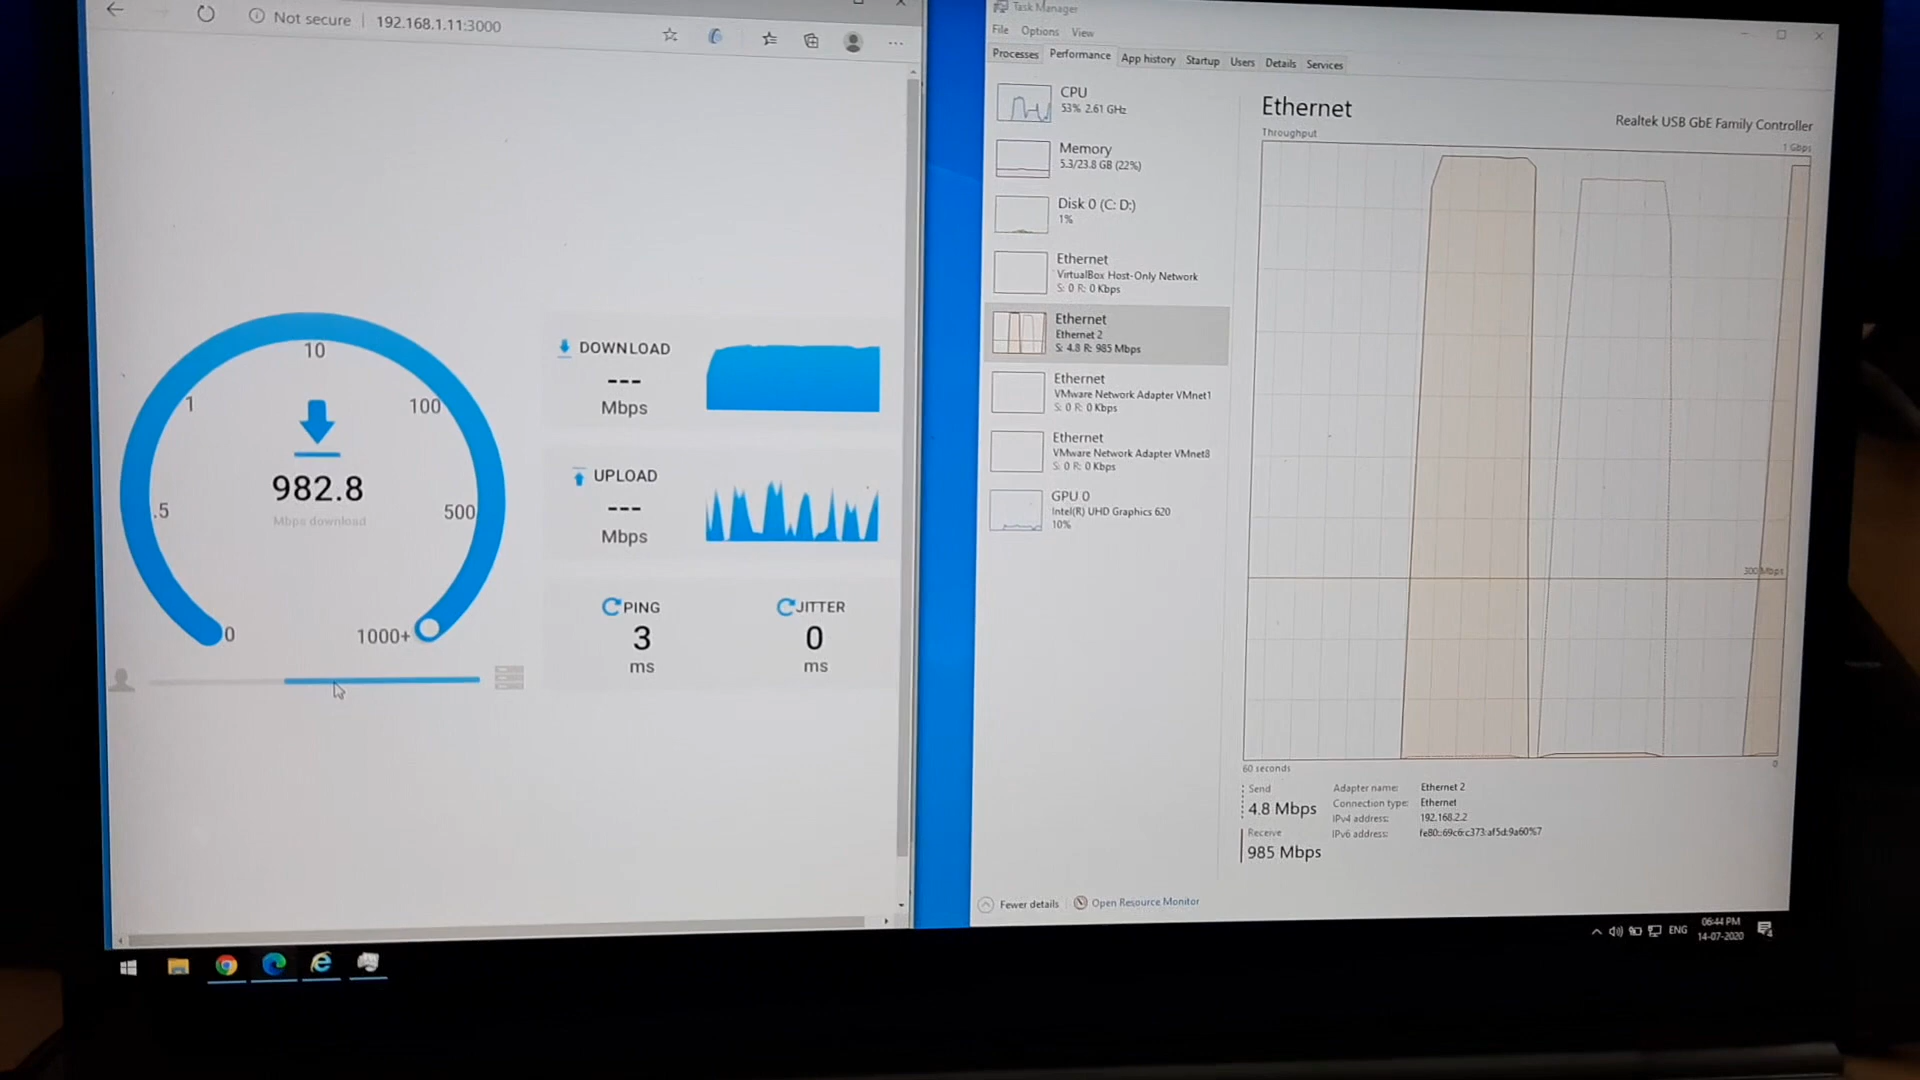 Not secure
192.168.1.11:3000
10
1
100
.5
500
982.8
Mbps download
0
1000+
DOWNLOAD
---
Mbps
UPLOAD
---
Mbps
PING
3
ms
JITTER
0
ms
Task Manager
File Options View
Processes Performance App history Startup Users Details Services
CPU
53% 2.61 GHz
Memory
5.3/23.8 GB (22%)
Disk 0 (C: D:)
1%
Ethernet
VirtualBox Host-Only Network
S: 0 R: 0 Kbps
Ethernet
Ethernet 2
S: 4.8 R: 985 Mbps
Ethernet
VMware Network Adapter VMnet1
S: 0 R: 0 Kbps
Ethernet
VMware Network Adapter VMnet8
S: 0 R: 0 Kbps
GPU 0
Intel(R) UHD Graphics 620
10%
Ethernet
Realtek USB GbE Family Controller
Throughput
1 Gbps
300 Mbps
60 seconds
0
Send
4.8 Mbps
Receive
985 Mbps
Adapter name: Ethernet 2
Connection type: Ethernet
IPv4 address: 192.168.2.2
IPv6 address: fe80::69c6:c373:af5d:9a60%7
Fewer details
Open Resource Monitor
ENG
06:44 PM
14-07-2020